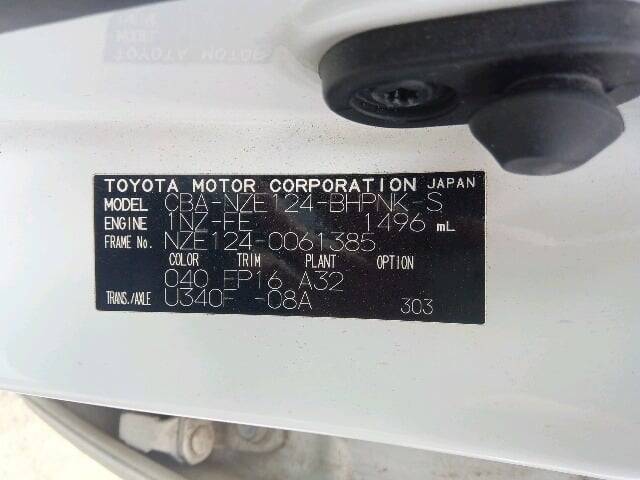 TOYOTA MOTOR CORPORATION JAPAN
MODEL CBA-NZE124-BHPNK-S
ENGINE 1NZ-FE 1496 mL
FRAME No. NZE124-0061385
COLOR TRIM PLANT OPTION
040 EP16 A32
TRANS./AXLE U340F -08A
303